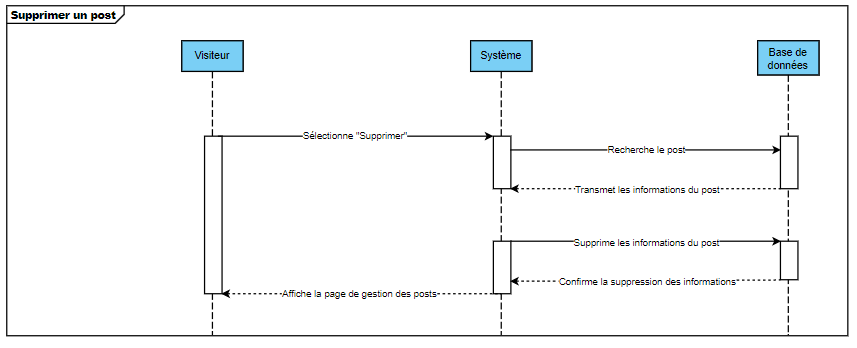 Supprimer un post
Visiteur
Système
Base de
données
Sélectionne "Supprimer"
Recherche le post
Transmet les informations du post
Supprime les informations du post
Confirme la suppression des informations
Affiche la page de gestion des posts